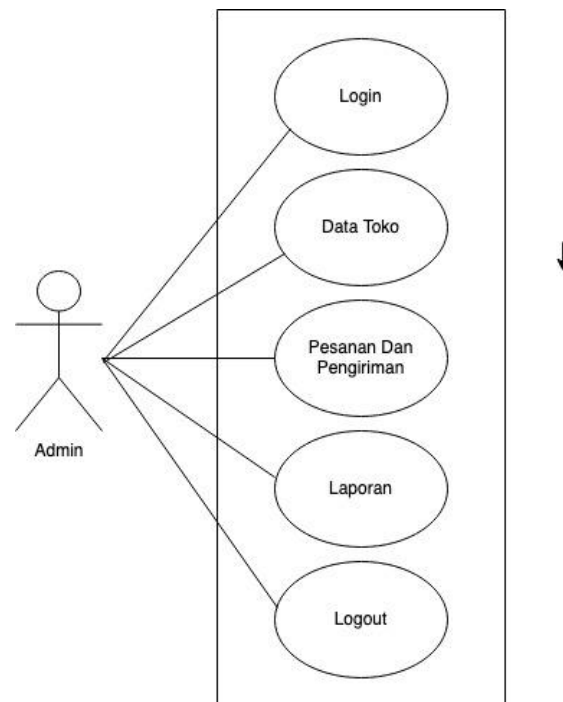 Login
Data Toko
Pesanan Dan
Pengiriman
Admin
Laporan
Logout